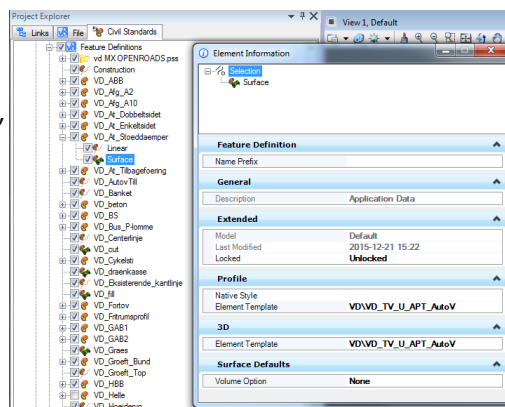 Project Explorer
Links File Civil Standards
Feature Definitions
vd MX OPENROADS.pss
Construction
VD_ABB
VD_Afg_A2
VD_Afg_A10
VD_At_Dobbeltsidet
VD_At_Enkeltsidet
VD_At_Stoeddaemper
Linear
Surface
VD_At_Tilbagefoering
VD_AutovTill
VD_Banket
VD_beton
VD_BS
VD_Bus_P-lomme
VD_Centerlinje
VD_cut
VD_Cykelsti
VD_draenkasse
VD_Eksisterende_kantlinje
VD_fill
VD_Fortov
VD_Fritrumsprofil
VD_GAB1
VD_GAB2
VD_Graes
VD_Groeft_Bund
VD_Groeft_Top
VD_HBB
VD_Helle
View 1, Default
Element Information
Selection
Surface
Feature Definition
Name Prefix
General
Description Application Data
Extended
Model Default
Last Modified 2015-12-21 15:22
Locked Unlocked
Profile
Native Style
Element Template VD\VD_TV_U_APT_AutoV
3D
Element Template VD\VD_TV_U_APT_AutoV
Surface Defaults
Volume Option None